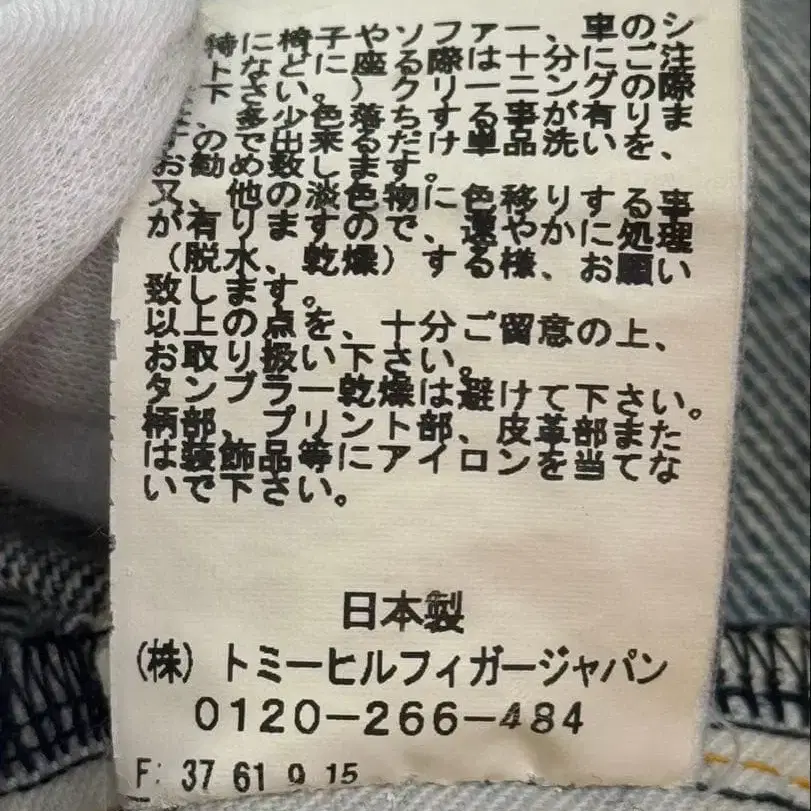 特に椅子やソファー、車のシ
などに座る際は十分にご注
下さい。)クリーニングの際
多少色落ちする事が有りま
、の出来るだけ単品洗いを、
お勧め致します。
又、他の淡色物に色移りする事
が有りますので、速やかに処理
(脱水、乾燥)する様、お願い
致します。
以上の点を、十分ご留意の上、
お取り扱い下さい。
タンブラー乾燥は避けて下さい。
柄部、プリント部、皮革部また
は装飾品等にアイロンを当てな
いで下さい。
日本製
(株)トミーヒルフィガージャパン
0120-266-484
F: 37 61 9 15